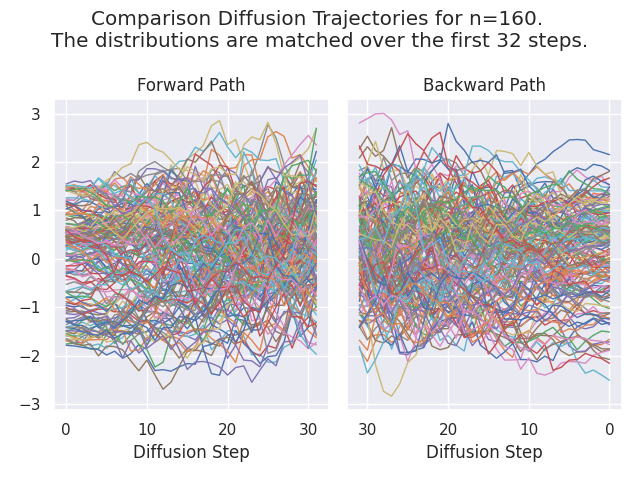 Comparison Diffusion Trajectories for n=160.
The distributions are matched over the first 32 steps.
Forward Path
Backward Path
3
2
1
0
−1
−2
−3
0 10 20 30
30 20 10 0
Diffusion Step
Diffusion Step